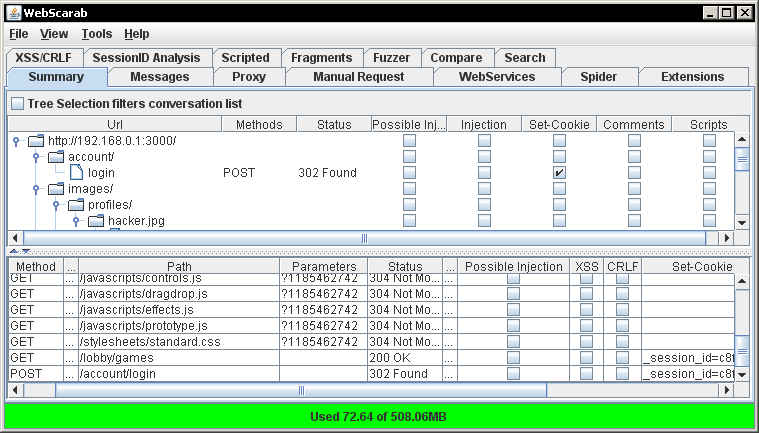 WebScarab
File View Tools Help
XSS/CRLF SessionID Analysis Scripted Fragments Fuzzer Compare Search
Summary Messages Proxy Manual Request WebServices Spider Extensions
Tree Selection filters conversation list
Url Methods Status Possible Inj... Injection Set-Cookie Comments Scripts
http://192.168.0.1:3000/
account/
login POST 302 Found
images/
profiles/
hacker.jpg
Method ... Path Parameters Status ... Possible Injection XSS CRLF Set-Cookie
GET ... /javascripts/controls.js ?1185462742 304 Not Mo... ...
GET ... /javascripts/dragdrop.js ?1185462742 304 Not Mo... ...
GET ... /javascripts/effects.js ?1185462742 304 Not Mo... ...
GET ... /javascripts/prototype.js ?1185462742 304 Not Mo... ...
GET ... /stylesheets/standard.css ?1185462742 304 Not Mo... ...
GET ... /lobby/games 200 OK ... _session_id=c8f
POST ... /account/login 302 Found ... _session_id=c8f
Used 72.64 of 508.06MB